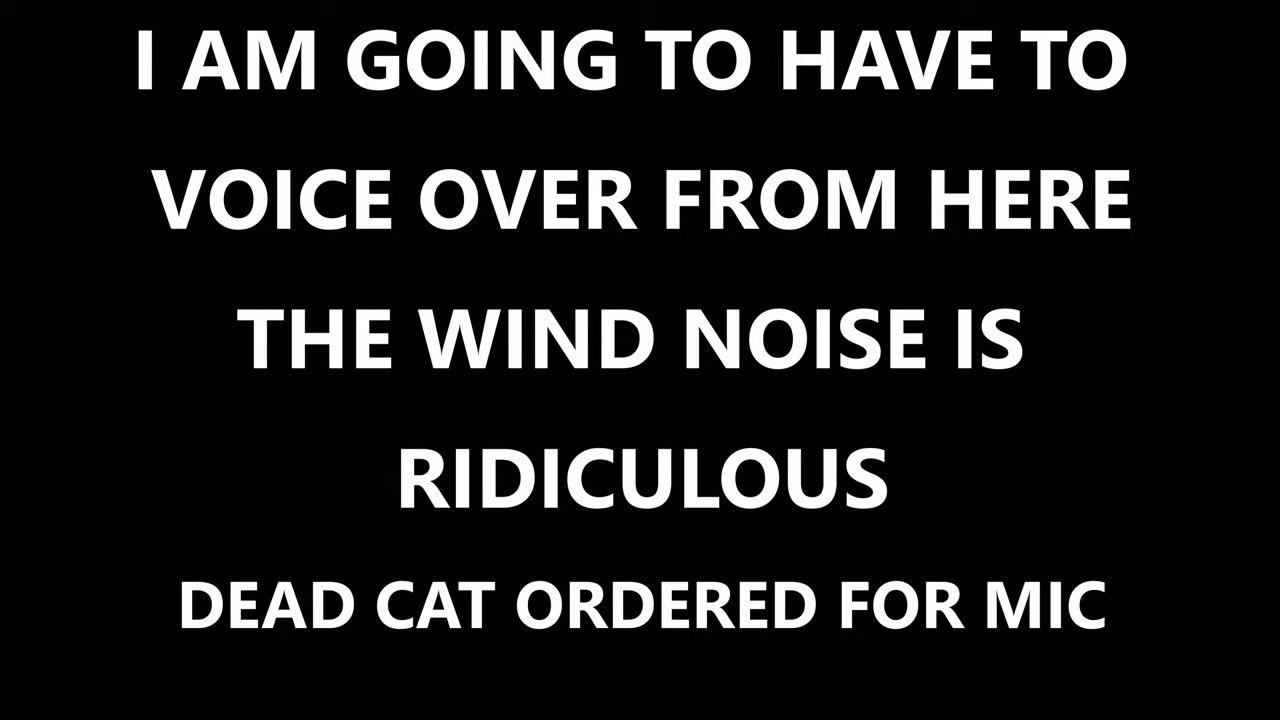 I AM GOING TO HAVE TO
VOICE OVER FROM HERE
THE WIND NOISE IS
RIDICULOUS
DEAD CAT ORDERED FOR MIC